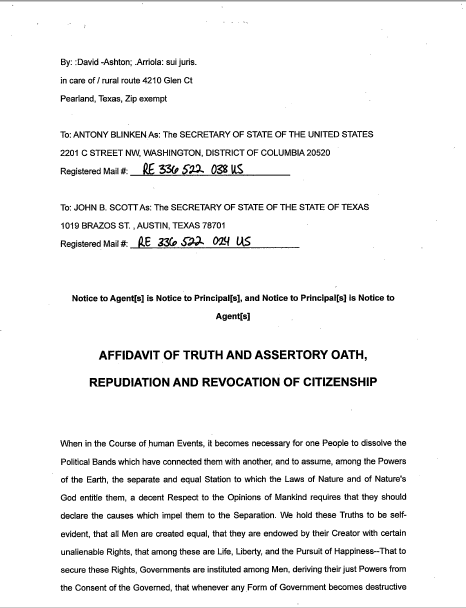 By: :David -Ashton; .Arriola: sui juris.
in care of / rural route 4210 Glen Ct
Pearland, Texas, Zip exempt
To: ANTONY BLINKEN As: The SECRETARY OF STATE OF THE UNITED STATES
2201 C STREET NW, WASHINGTON, DISTRICT OF COLUMBIA 20520
Registered Mail #: RE 336 522 038 US
To: JOHN B. SCOTT As: The SECRETARY OF STATE OF THE STATE OF TEXAS
1019 BRAZOS ST. , AUSTIN, TEXAS 78701
Registered Mail #: RE 336 522 024 US
Notice to Agent[s] is Notice to Principal[s], and Notice to Principal[s] is Notice to
Agent[s]
AFFIDAVIT OF TRUTH AND ASSERTORY OATH,
REPUDIATION AND REVOCATION OF CITIZENSHIP
When in the Course of human Events, it becomes necessary for one People to dissolve the
Political Bands which have connected them with another, and to assume, among the Powers
of the Earth, the separate and equal Station to which the Laws of Nature and of Nature's
God entitle them, a decent Respect to the Opinions of Mankind requires that they should
declare the causes which impel them to the Separation. We hold these Truths to be self-
evident, that all Men are created equal, that they are endowed by their Creator with certain
unalienable Rights, that among these are Life, Liberty, and the Pursuit of Happiness--That to
secure these Rights, Governments are instituted among Men, deriving their just Powers from
the Consent of the Governed, that whenever any Form of Government becomes destructive